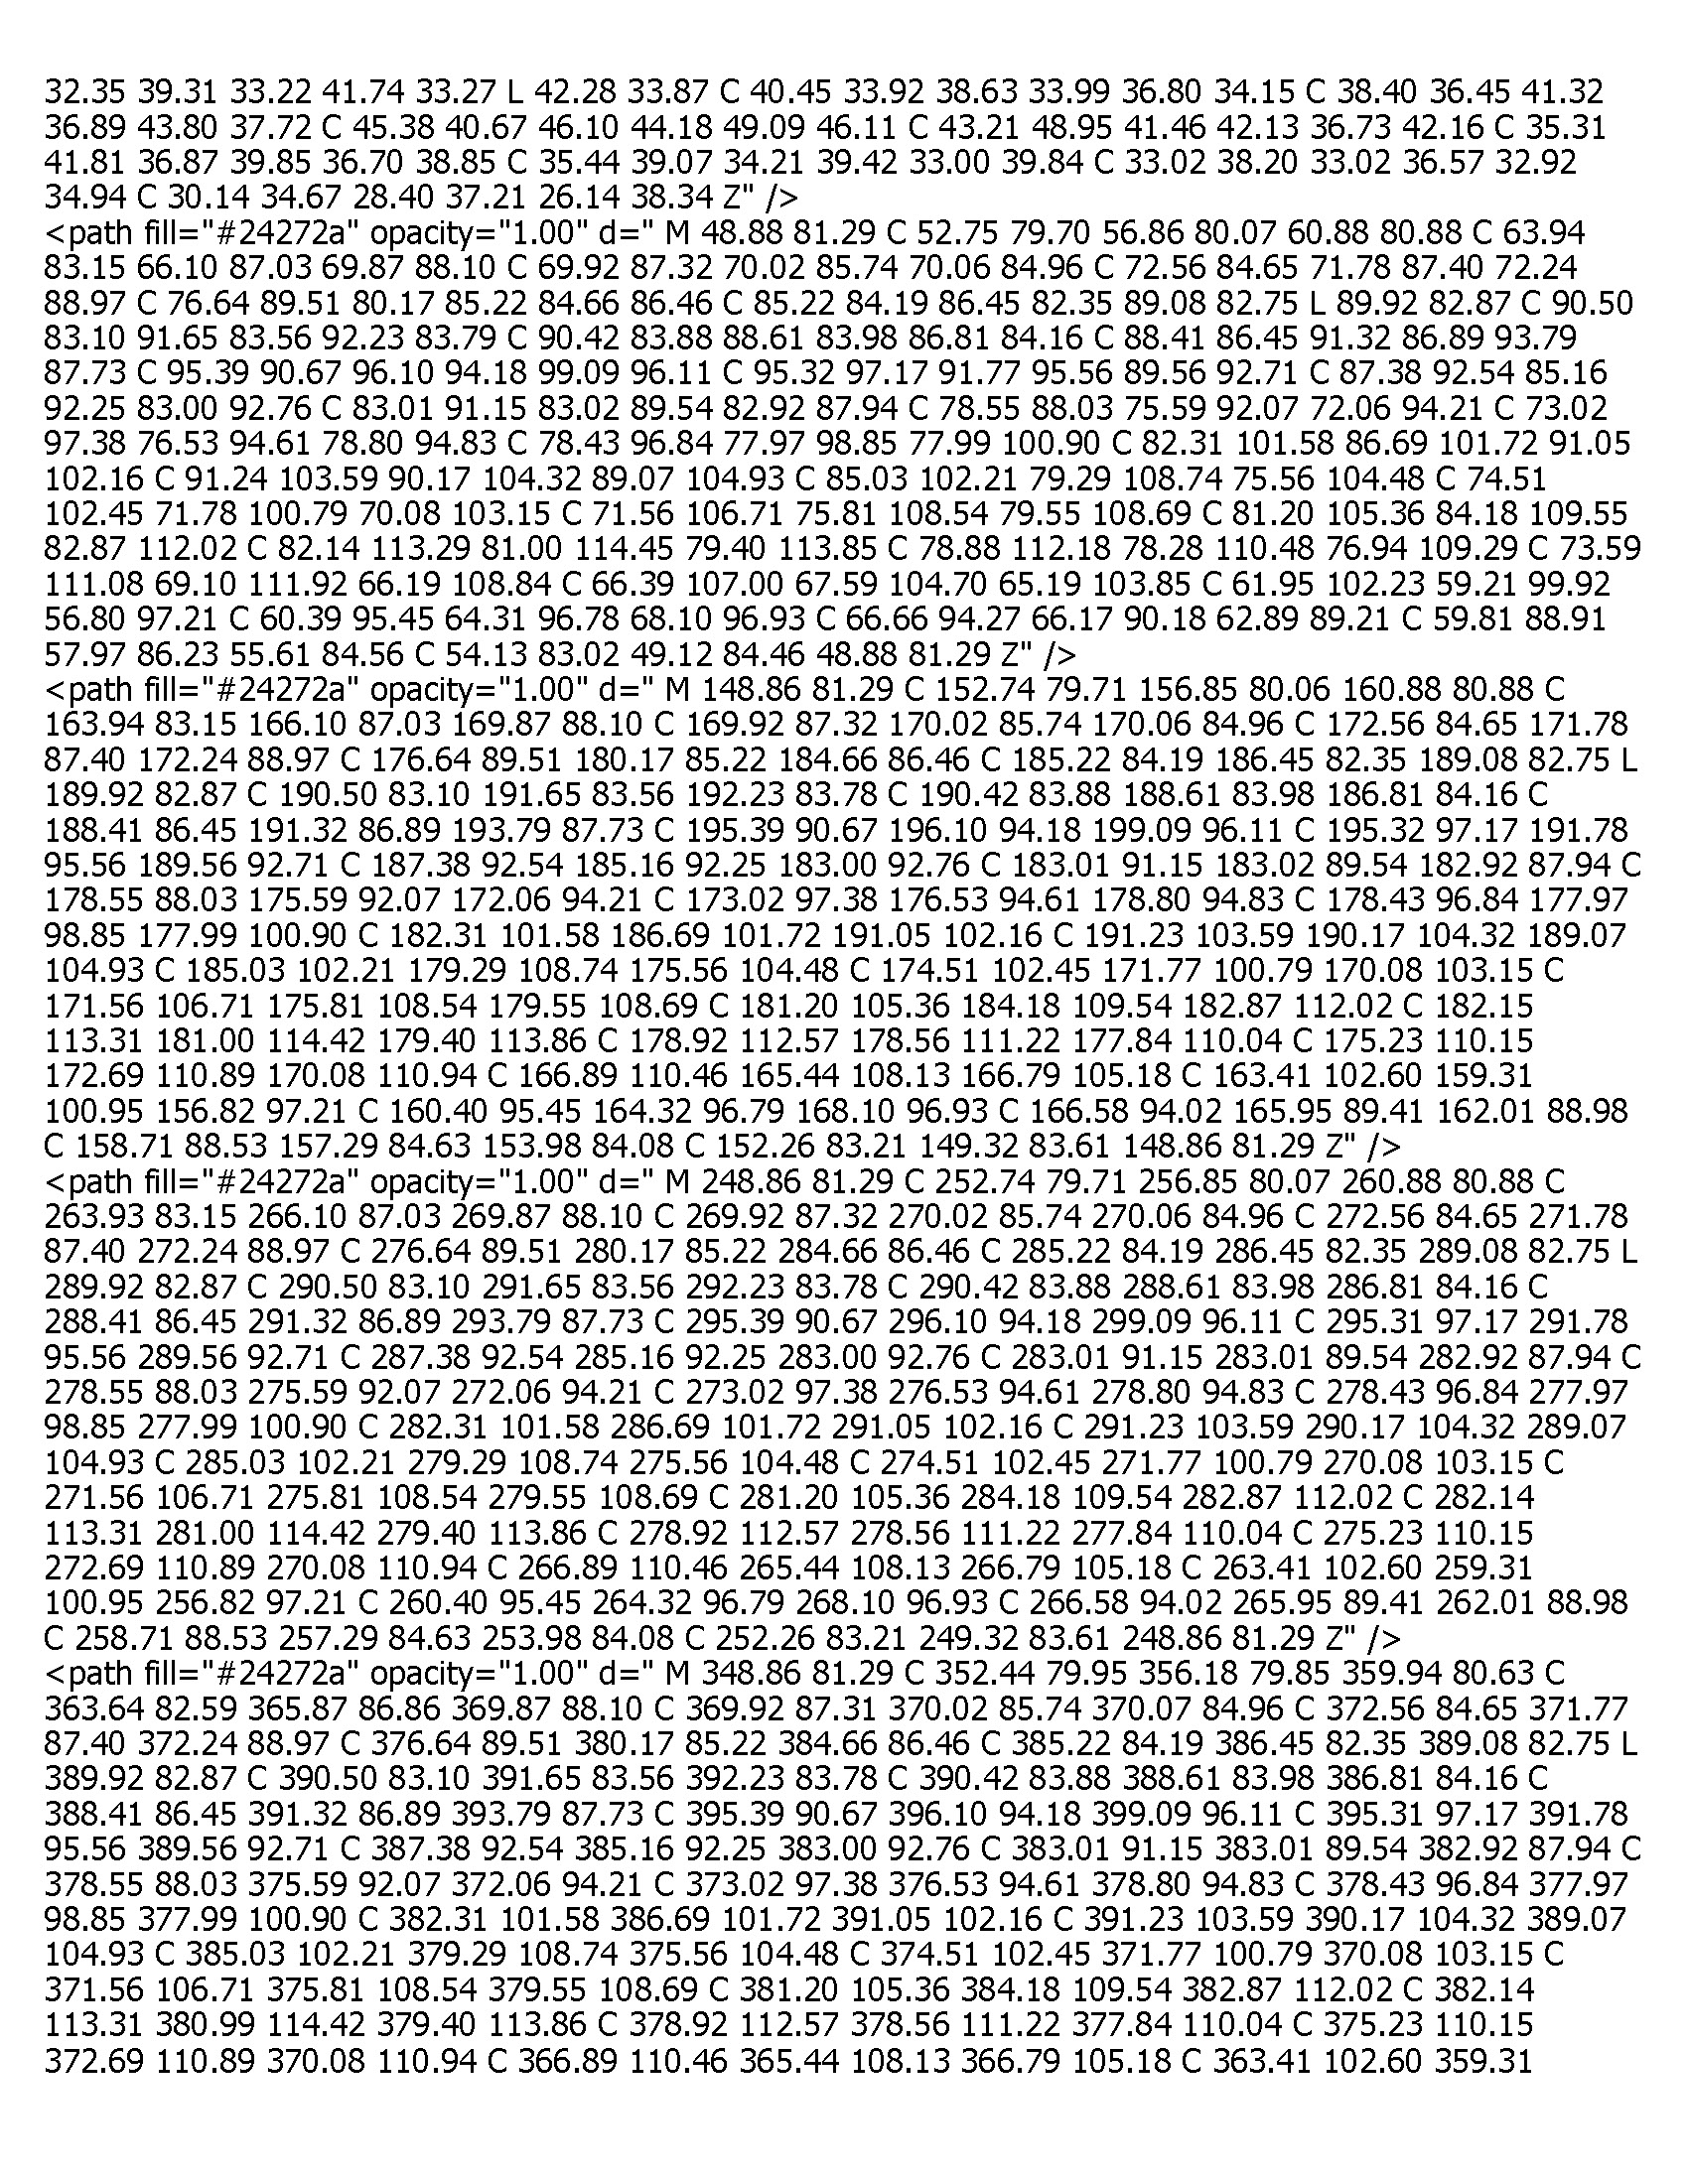 32.35 39.31 33.22 41.74 33.27 L 42.28 33.87 C 40.45 33.92 38.63 33.99 36.80 34.15 C 38.40 36.45 41.32
36.89 43.80 37.72 C 45.38 40.67 46.10 44.18 49.09 46.11 C 43.21 48.95 41.46 42.13 36.73 42.16 C 35.31
41.81 36.87 39.85 36.70 38.85 C 35.44 39.07 34.21 39.42 33.00 39.84 C 33.02 38.20 33.02 36.57 32.92
34.94 C 30.14 34.67 28.40 37.21 26.14 38.34 Z" />
<path fill="#24272a" opacity="1.00" d=" M 48.88 81.29 C 52.75 79.70 56.86 80.07 60.88 80.88 C 63.94
83.15 66.10 87.03 69.87 88.10 C 69.92 87.32 70.02 85.74 70.06 84.96 C 72.56 84.65 71.78 87.40 72.24
88.97 C 76.64 89.51 80.17 85.22 84.66 86.46 C 85.22 84.19 86.45 82.35 89.08 82.75 L 89.92 82.87 C 90.50
83.10 91.65 83.56 92.23 83.79 C 90.42 83.88 88.61 83.98 86.81 84.16 C 88.41 86.45 91.32 86.89 93.79
87.73 C 95.39 90.67 96.10 94.18 99.09 96.11 C 95.32 97.17 91.77 95.56 89.56 92.71 C 87.38 92.54 85.16
92.25 83.00 92.76 C 83.01 91.15 83.02 89.54 82.92 87.94 C 78.55 88.03 75.59 92.07 72.06 94.21 C 73.02
97.38 76.53 94.61 78.80 94.83 C 78.43 96.84 77.97 98.85 77.99 100.90 C 82.31 101.58 86.69 101.72 91.05
102.16 C 91.24 103.59 90.17 104.32 89.07 104.93 C 85.03 102.21 79.29 108.74 75.56 104.48 C 74.51
102.45 71.78 100.79 70.08 103.15 C 71.56 106.71 75.81 108.54 79.55 108.69 C 81.20 105.36 84.18 109.55
82.87 112.02 C 82.14 113.29 81.00 114.45 79.40 113.85 C 78.88 112.18 78.28 110.48 76.94 109.29 C 73.59
111.08 69.10 111.92 66.19 108.84 C 66.39 107.00 67.59 104.70 65.19 103.85 C 61.95 102.23 59.21 99.92
56.80 97.21 C 60.39 95.45 64.31 96.78 68.10 96.93 C 66.66 94.27 66.17 90.18 62.89 89.21 C 59.81 88.91
57.97 86.23 55.61 84.56 C 54.13 83.02 49.12 84.46 48.88 81.29 Z" />
<path fill="#24272a" opacity="1.00" d=" M 148.86 81.29 C 152.74 79.71 156.85 80.06 160.88 80.88 C
163.94 83.15 166.10 87.03 169.87 88.10 C 169.92 87.32 170.02 85.74 170.06 84.96 C 172.56 84.65 171.78
87.40 172.24 88.97 C 176.64 89.51 180.17 85.22 184.66 86.46 C 185.22 84.19 186.45 82.35 189.08 82.75 L
189.92 82.87 C 190.50 83.10 191.65 83.56 192.23 83.78 C 190.42 83.88 188.61 83.98 186.81 84.16 C
188.41 86.45 191.32 86.89 193.79 87.73 C 195.39 90.67 196.10 94.18 199.09 96.11 C 195.32 97.17 191.78
95.56 189.56 92.71 C 187.38 92.54 185.16 92.25 183.00 92.76 C 183.01 91.15 183.02 89.54 182.92 87.94 C
178.55 88.03 175.59 92.07 172.06 94.21 C 173.02 97.38 176.53 94.61 178.80 94.83 C 178.43 96.84 177.97
98.85 177.99 100.90 C 182.31 101.58 186.69 101.72 191.05 102.16 C 191.23 103.59 190.17 104.32 189.07
104.93 C 185.03 102.21 179.29 108.74 175.56 104.48 C 174.51 102.45 171.77 100.79 170.08 103.15 C
171.56 106.71 175.81 108.54 179.55 108.69 C 181.20 105.36 184.18 109.54 182.87 112.02 C 182.15
113.31 181.00 114.42 179.40 113.86 C 178.92 112.57 178.56 111.22 177.84 110.04 C 175.23 110.15
172.69 110.89 170.08 110.94 C 166.89 110.46 165.44 108.13 166.79 105.18 C 163.41 102.60 159.31
100.95 156.82 97.21 C 160.40 95.45 164.32 96.79 168.10 96.93 C 166.58 94.02 165.95 89.41 162.01 88.98
C 158.71 88.53 157.29 84.63 153.98 84.08 C 152.26 83.21 149.32 83.61 148.86 81.29 Z" />
<path fill="#24272a" opacity="1.00" d=" M 248.86 81.29 C 252.74 79.71 256.85 80.07 260.88 80.88 C
263.93 83.15 266.10 87.03 269.87 88.10 C 269.92 87.32 270.02 85.74 270.06 84.96 C 272.56 84.65 271.78
87.40 272.24 88.97 C 276.64 89.51 280.17 85.22 284.66 86.46 C 285.22 84.19 286.45 82.35 289.08 82.75 L
289.92 82.87 C 290.50 83.10 291.65 83.56 292.23 83.78 C 290.42 83.88 288.61 83.98 286.81 84.16 C
288.41 86.45 291.32 86.89 293.79 87.73 C 295.39 90.67 296.10 94.18 299.09 96.11 C 295.31 97.17 291.78
95.56 289.56 92.71 C 287.38 92.54 285.16 92.25 283.00 92.76 C 283.01 91.15 283.01 89.54 282.92 87.94 C
278.55 88.03 275.59 92.07 272.06 94.21 C 273.02 97.38 276.53 94.61 278.80 94.83 C 278.43 96.84 277.97
98.85 277.99 100.90 C 282.31 101.58 286.69 101.72 291.05 102.16 C 291.23 103.59 290.17 104.32 289.07
104.93 C 285.03 102.21 279.29 108.74 275.56 104.48 C 274.51 102.45 271.77 100.79 270.08 103.15 C
271.56 106.71 275.81 108.54 279.55 108.69 C 281.20 105.36 284.18 109.54 282.87 112.02 C 282.14
113.31 281.00 114.42 279.40 113.86 C 278.92 112.57 278.56 111.22 277.84 110.04 C 275.23 110.15
272.69 110.89 270.08 110.94 C 266.89 110.46 265.44 108.13 266.79 105.18 C 263.41 102.60 259.31
100.95 256.82 97.21 C 260.40 95.45 264.32 96.79 268.10 96.93 C 266.58 94.02 265.95 89.41 262.01 88.98
C 258.71 88.53 257.29 84.63 253.98 84.08 C 252.26 83.21 249.32 83.61 248.86 81.29 Z" />
<path fill="#24272a" opacity="1.00" d=" M 348.86 81.29 C 352.44 79.95 356.18 79.85 359.94 80.63 C
363.64 82.59 365.87 86.86 369.87 88.10 C 369.92 87.31 370.02 85.74 370.07 84.96 C 372.56 84.65 371.77
87.40 372.24 88.97 C 376.64 89.51 380.17 85.22 384.66 86.46 C 385.22 84.19 386.45 82.35 389.08 82.75 L
389.92 82.87 C 390.50 83.10 391.65 83.56 392.23 83.78 C 390.42 83.88 388.61 83.98 386.81 84.16 C
388.41 86.45 391.32 86.89 393.79 87.73 C 395.39 90.67 396.10 94.18 399.09 96.11 C 395.31 97.17 391.78
95.56 389.56 92.71 C 387.38 92.54 385.16 92.25 383.00 92.76 C 383.01 91.15 383.01 89.54 382.92 87.94 C
378.55 88.03 375.59 92.07 372.06 94.21 C 373.02 97.38 376.53 94.61 378.80 94.83 C 378.43 96.84 377.97
98.85 377.99 100.90 C 382.31 101.58 386.69 101.72 391.05 102.16 C 391.23 103.59 390.17 104.32 389.07
104.93 C 385.03 102.21 379.29 108.74 375.56 104.48 C 374.51 102.45 371.77 100.79 370.08 103.15 C
371.56 106.71 375.81 108.54 379.55 108.69 C 381.20 105.36 384.18 109.54 382.87 112.02 C 382.14
113.31 380.99 114.42 379.40 113.86 C 378.92 112.57 378.56 111.22 377.84 110.04 C 375.23 110.15
372.69 110.89 370.08 110.94 C 366.89 110.46 365.44 108.13 366.79 105.18 C 363.41 102.60 359.31